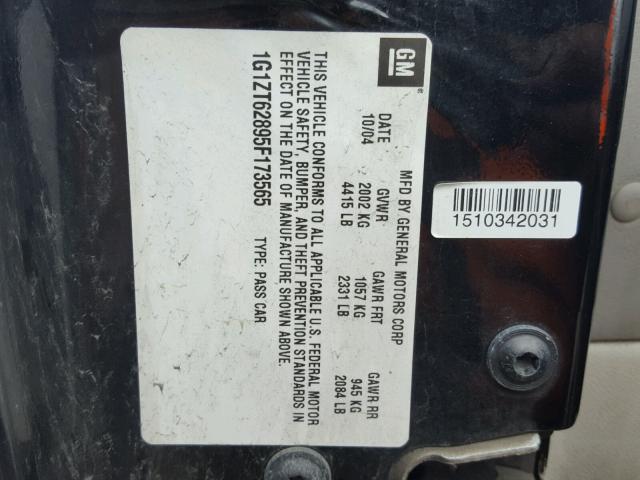 GM
MFD BY GENERAL MOTORS CORP
DATE GVWR GAWR FRT GAWR RR
10/04 2002 KG 1057 KG 945 KG
4415 LB 2331 LB 2084 LB
THIS VEHICLE CONFORMS TO ALL APPLICABLE U.S. FEDERAL MOTOR
VEHICLE SAFETY, BUMPER, AND THEFT PREVENTION STANDARDS IN
EFFECT ON THE DATE OF MANUFACTURE SHOWN ABOVE.
1G1ZT62895F173565 TYPE: PASS CAR
1510342031